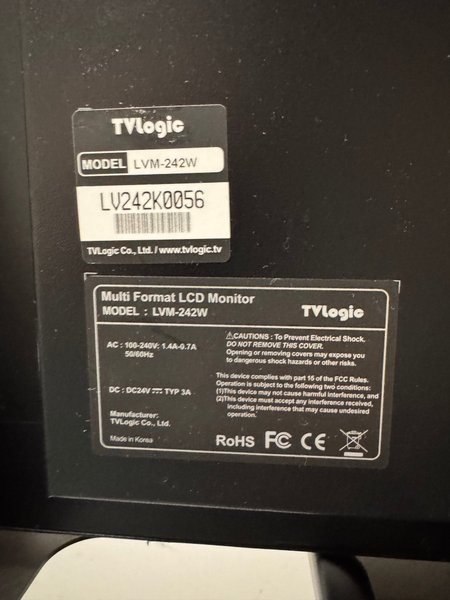 TVLogic
MODEL LVM-242W
LV242K0056
TVLogic Co., Ltd. / www.tvlogic.tv
Multi Format LCD Monitor
MODEL : LVM-242W
TVLogic
AC : 100-240V: 1.4A-0.7A
50/60Hz
DC : DC24V TYP 3A
Manufacturer:
TVLogic Co., Ltd.
Made in Korea
CAUTIONS : To Prevent Electrical Shock.
DO NOT REMOVE THIS COVER.
Opening or removing covers may expose you
to dangerous shock hazards or other risks.
This device complies with part 15 of the FCC Rules.
Operation is subject to the following two conditions:
(1)This device may not cause harmful interference, and
(2)This device must accept any interference received,
including interference that may cause undesired
operation.
RoHS FC CE